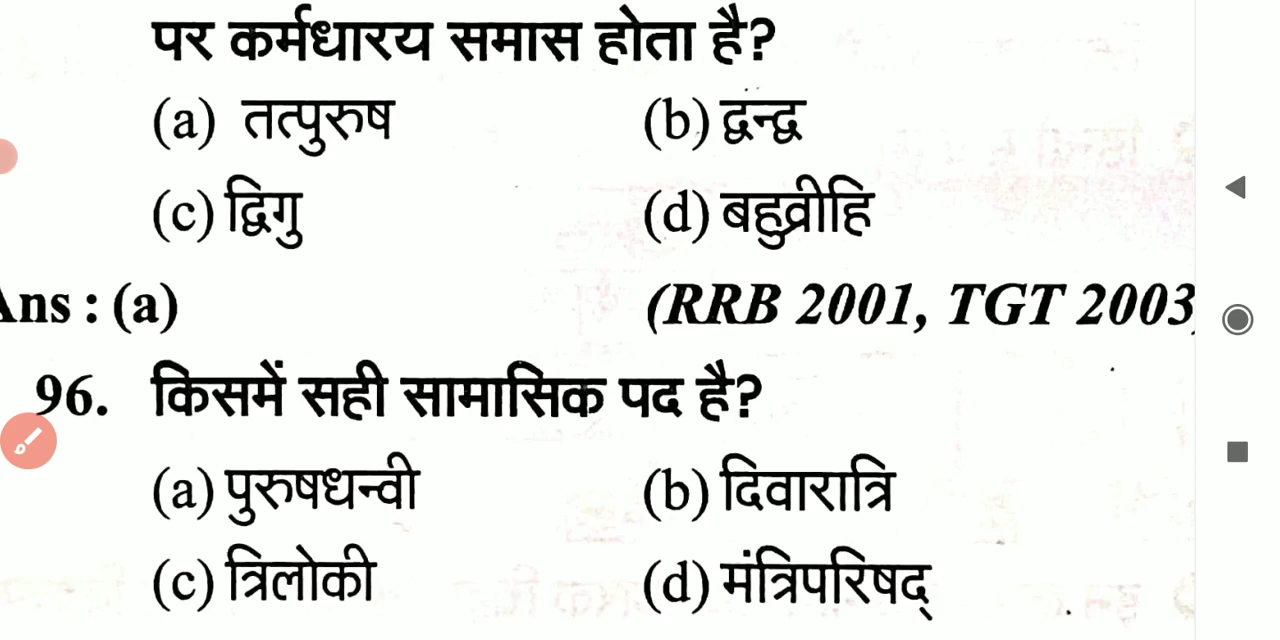 पर कर्मधारय समास होता है?
(a) तत्पुरुष (b) द्वन्द्व
(c) द्विगु (d) बहुव्रीहि
Ans : (a) (RRB 2001, TGT 2003
96. किसमें सही सामासिक पद है?
(a) पुरुषधन्वी (b) दिवारात्रि
(c) त्रिलोकी (d) मंत्रिपरिषद्